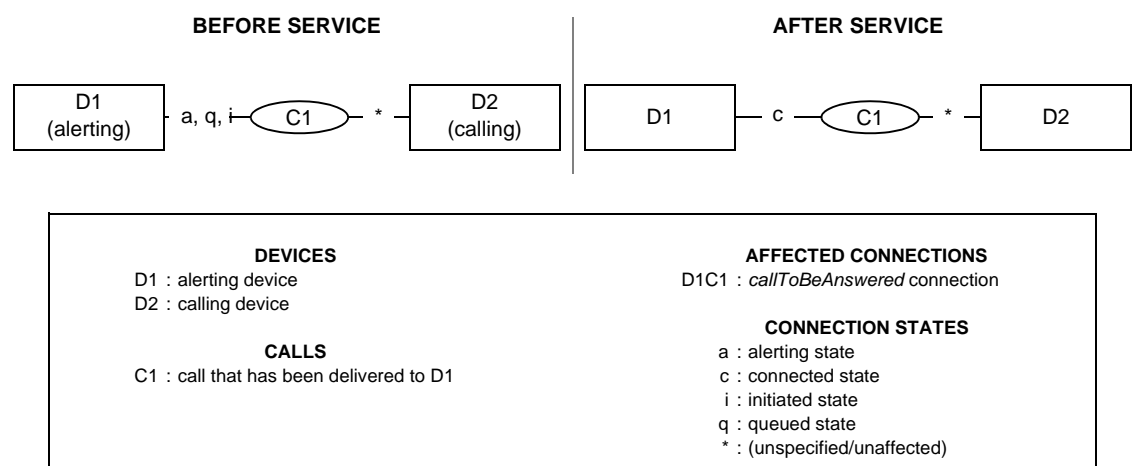 BEFORE SERVICE
AFTER SERVICE
D1
(alerting)
a, q, i
C1
*
D2
(calling)
D1
c
C1
*
D2
DEVICES
D1 : alerting device
D2 : calling device
CALLS
C1 : call that has been delivered to D1
AFFECTED CONNECTIONS
D1C1 : callToBeAnswered connection
CONNECTION STATES
a : alerting state
c : connected state
i : initiated state
q : queued state
* : (unspecified/unaffected)